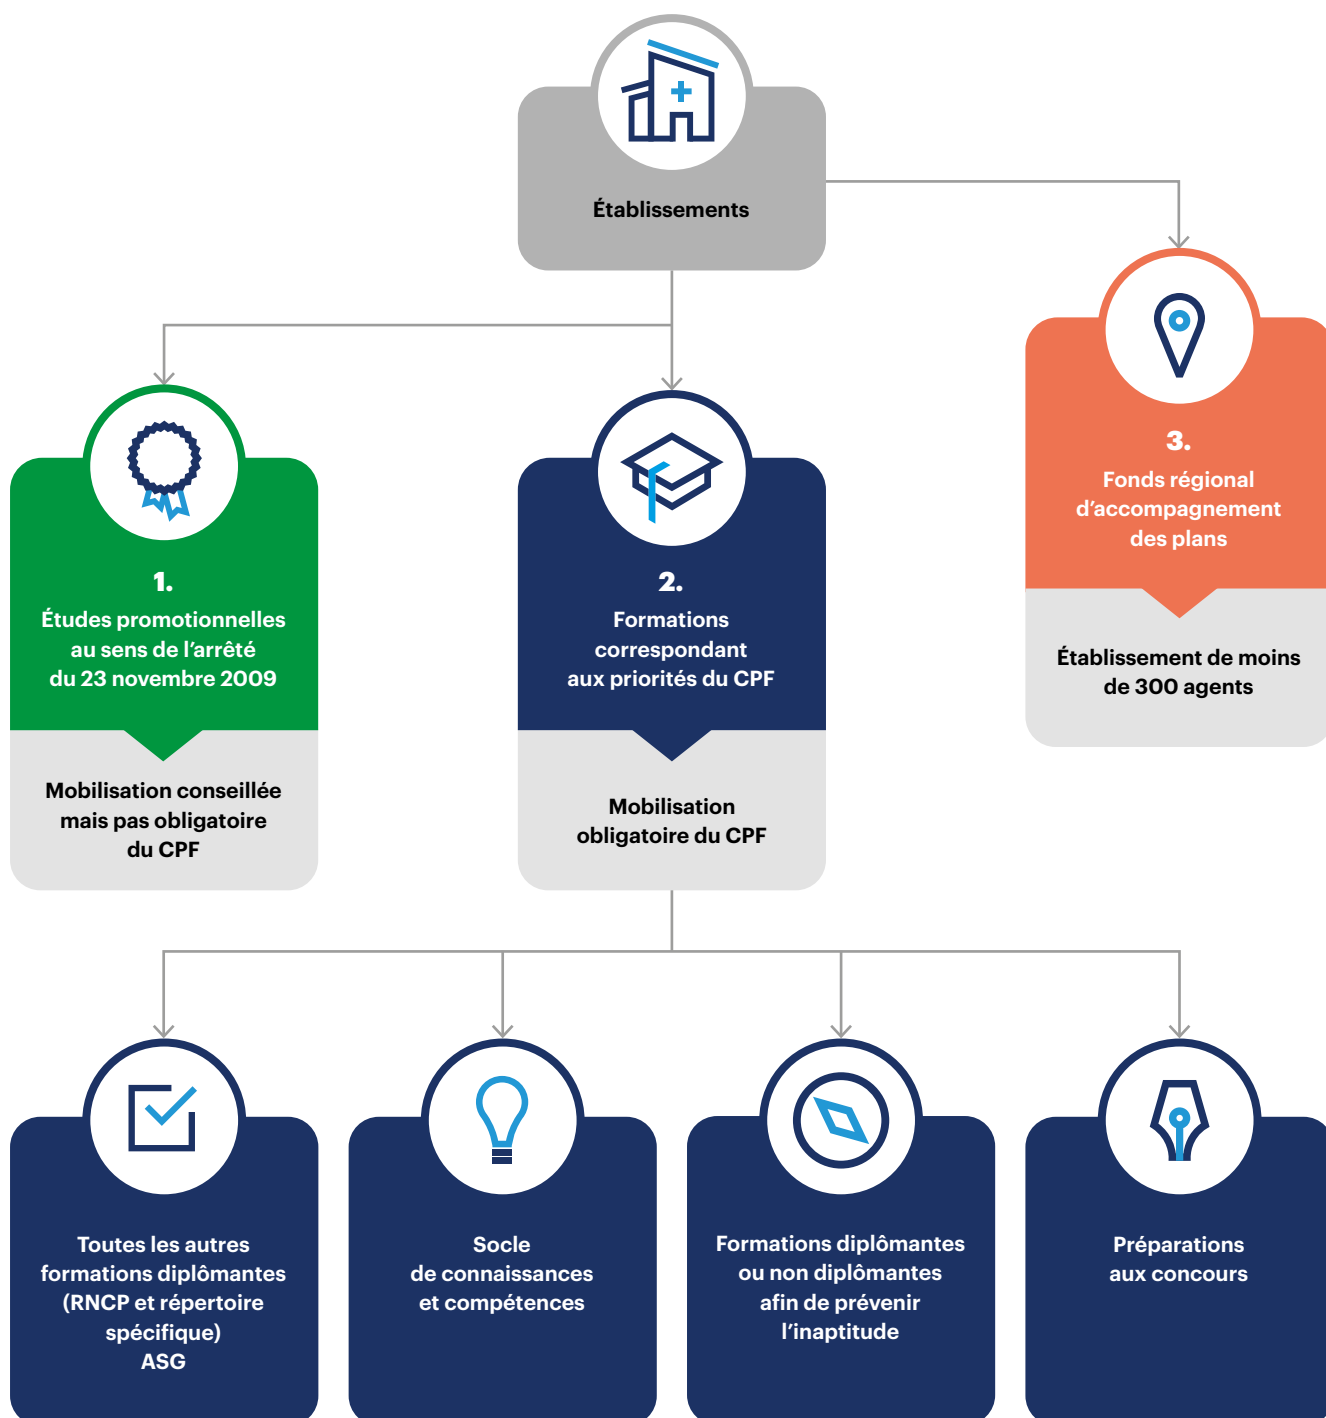 Établissements
1.
Études promotionnelles
au sens de l’arrêté
du 23 novembre 2009
Mobilisation conseillée
mais pas obligatoire
du CPF
2.
Formations
correspondant
aux priorités du CPF
Mobilisation
obligatoire du CPF
3.
Fonds régional
d’accompagnement
des plans
Établissement de moins
de 300 agents
Toutes les autres
formations diplômantes
(RNCP et répertoire
spécifique)
ASG
Socle
de connaissances
et compétences
Formations diplômantes
ou non diplômantes
afin de prévenir
l’inaptitude
Préparations
aux concours